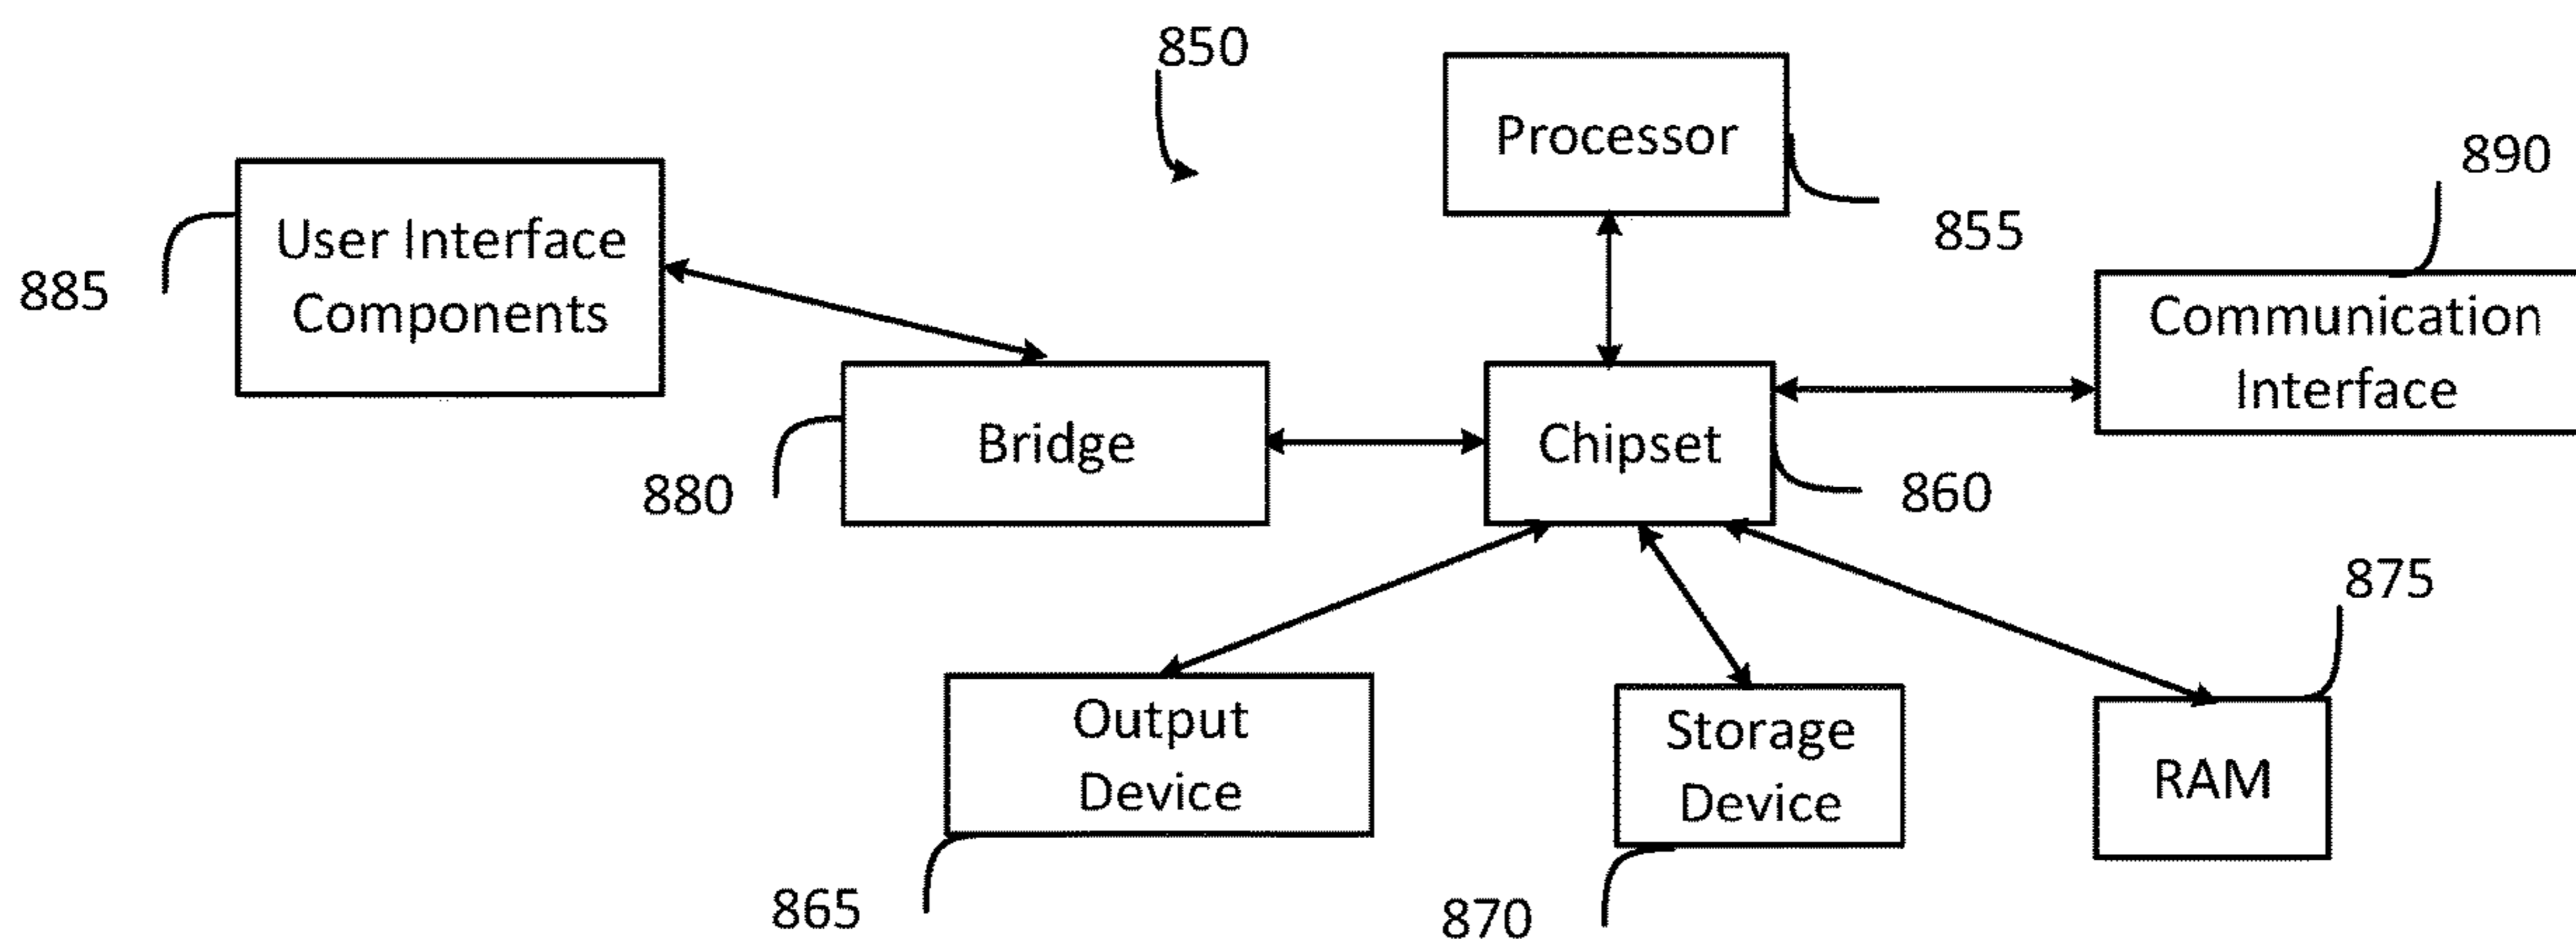 850
Processor
890
User Interface
Components
855
885
Communication
Interface
Bridge
Chipset
880
860
875
Output
Device
Storage
Device
RAM
865
870